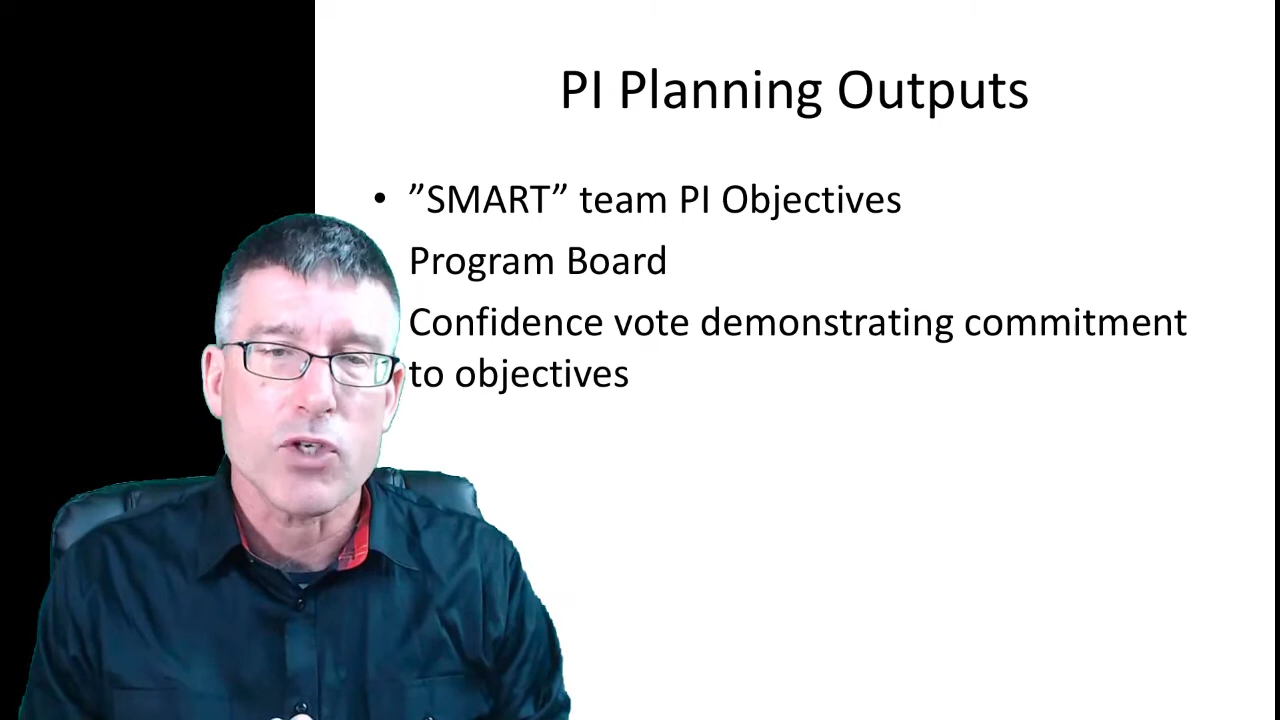 PI Planning Outputs
• ”SMART” team PI Objectives
Program Board
Confidence vote demonstrating commitment
to objectives